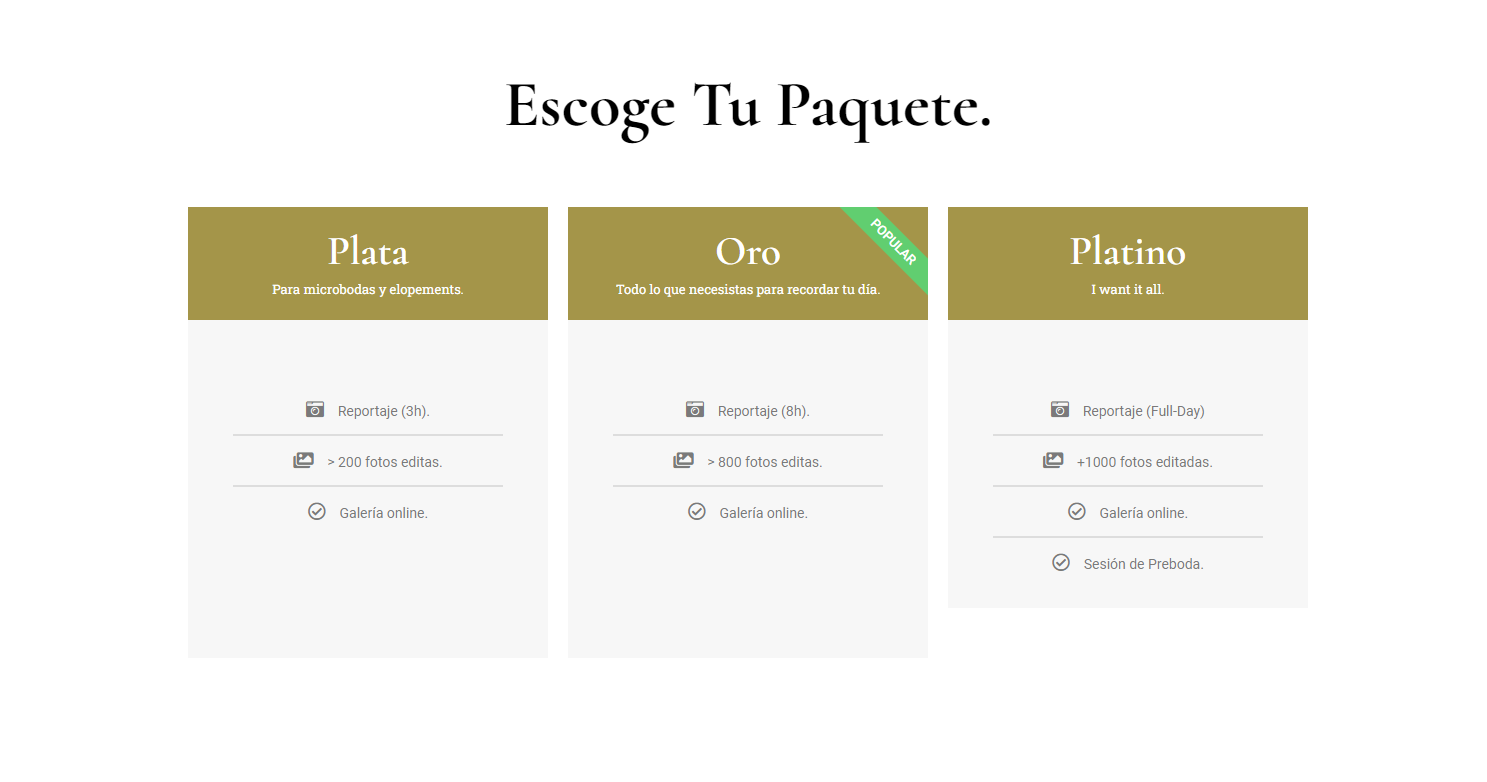 Escoge Tu Paquete.
Plata
Para microbodas y elopements.
Reportaje (3h).
> 200 fotos editas.
Galería online.
Oro
POPULAR
Todo lo que necesistas para recordar tu día.
Reportaje (8h).
> 800 fotos editas.
Galería online.
Platino
I want it all.
Reportaje (Full-Day)
+1000 fotos editadas.
Galería online.
Sesión de Preboda.